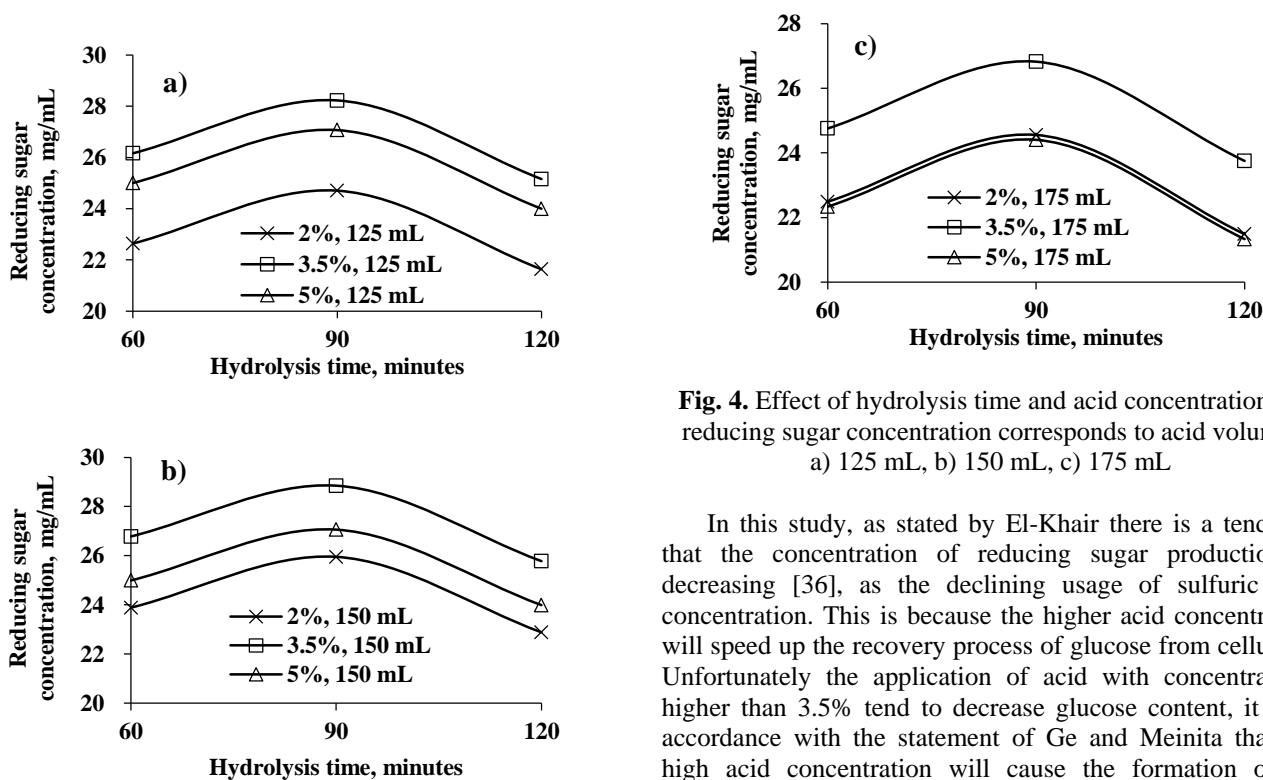 a)
Reducing sugar
concentration, mg/mL
30
28
26
24
22
20
2%, 125 mL
3.5%, 125 mL
5%, 125 mL
60
90
120
Hydrolysis time, minutes
b)
Reducing sugar
concentration, mg/mL
30
28
26
24
22
20
2%, 150 mL
3.5%, 150 mL
5%, 150 mL
60
90
120
Hydrolysis time, minutes
c)
Reducing sugar
concentration, mg/mL
28
26
24
22
20
2%, 175 mL
3.5%, 175 mL
5%, 175 mL
60
90
120
Hydrolysis time, minutes
Fig. 4. Effect of hydrolysis time and acid concentration
reducing sugar concentration corresponds to acid
a) 125 mL, b) 150 mL, c) 175 mL
In this study, as stated by El-Khair there is a
that the concentration of reducing sugar
decreasing [36], as the declining usage of sulfuric
concentration. This is because the higher acid
will speed up the recovery process of glucose from
Unfortunately the application of acid with
higher than 3.5% tend to decrease glucose content, it
accordance with the statement of Ge and Meinita
high acid concentration will cause the formation